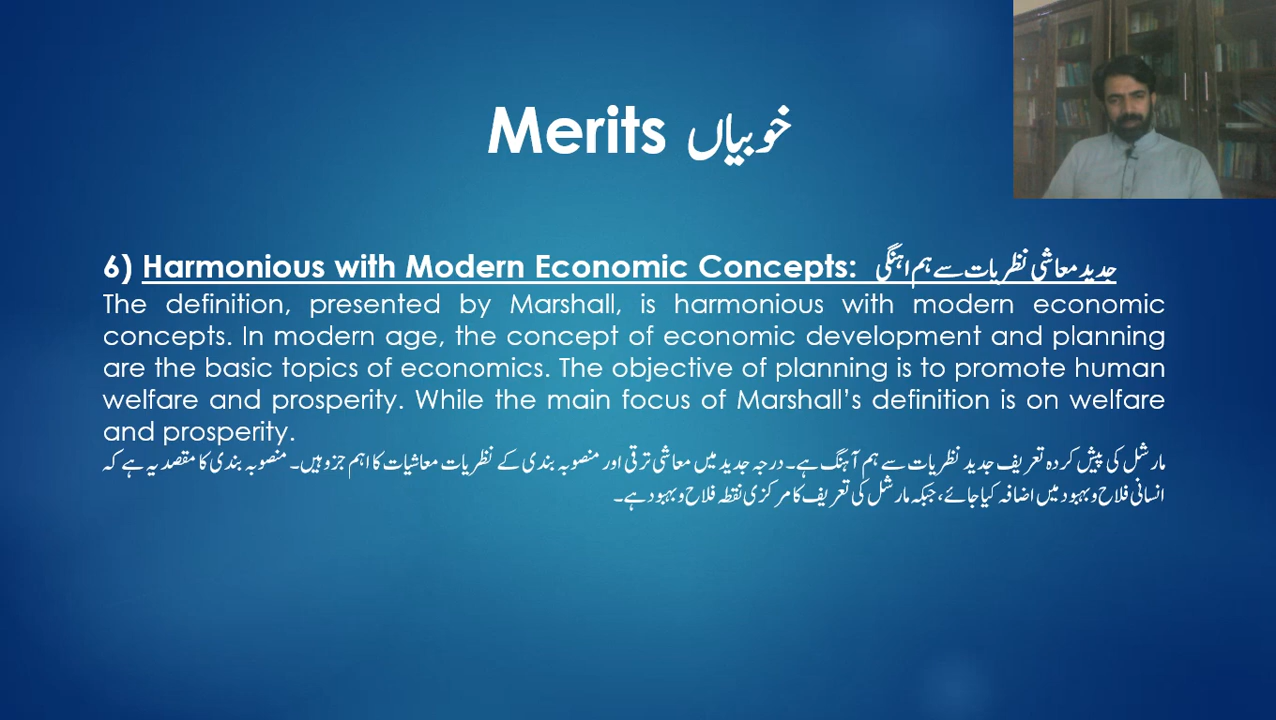 Merits خوبیاں
6) Harmonious with Modern Economic Concepts: جدید معاشی نظریات سے ہم اہنگی
The definition, presented by Marshall, is harmonious with modern economic
concepts. In modern age, the concept of economic development and planning
are the basic topics of economics. The objective of planning is to promote human
welfare and prosperity. While the main focus of Marshall’s definition is on welfare
and prosperity.
مارشل کی پیش کردہ تعریف جدید نظریات سے ہم آہنگ ہے۔ درجہ جدید میں معاشی ترقی اور منصوبہ بندی کے نظریات معاشیات کا اہم جزو ہیں۔ منصوبہ بندی کا مقصد یہ ہے کہ
انسانی فلاح و بہبود میں اضافہ کیا جائے، جبکہ مارشل کی تعریف کا مرکزی نقطہ فلاح و بہبود ہے۔